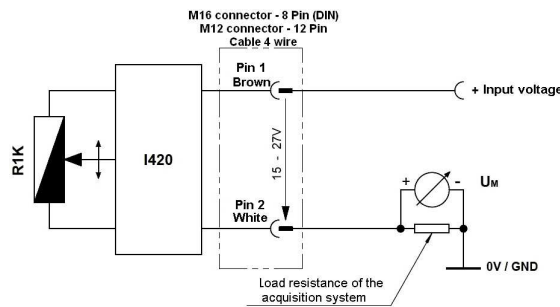 M16 connector - 8 Pin (DIN)
M12 connector - 12 Pin
Cable 4 wire
Pin 1
Brown
+ Input voltage
R1K
I420
15 - 27V
+
-
UM
Pin 2
White
0V / GND
Load resistance of the
acquisition system